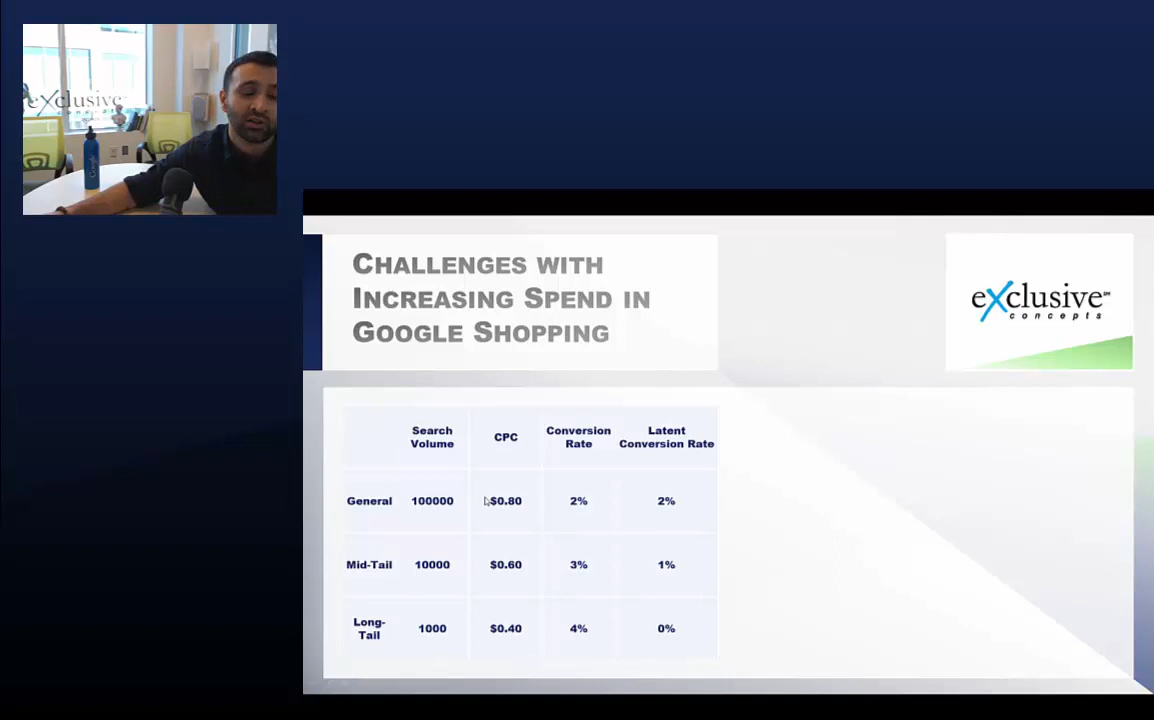 eXclusive
Google
CHALLENGES WITH
INCREASING SPEND IN
GOOGLE SHOPPING
eXclusive SM
concepts
Search
Volume
CPC
Conversion
Rate
Latent
Conversion Rate
General 100000 $0.80 2% 2%
Mid-Tail 10000 $0.60 3% 1%
Long-
Tail
1000 $0.40 4% 0%